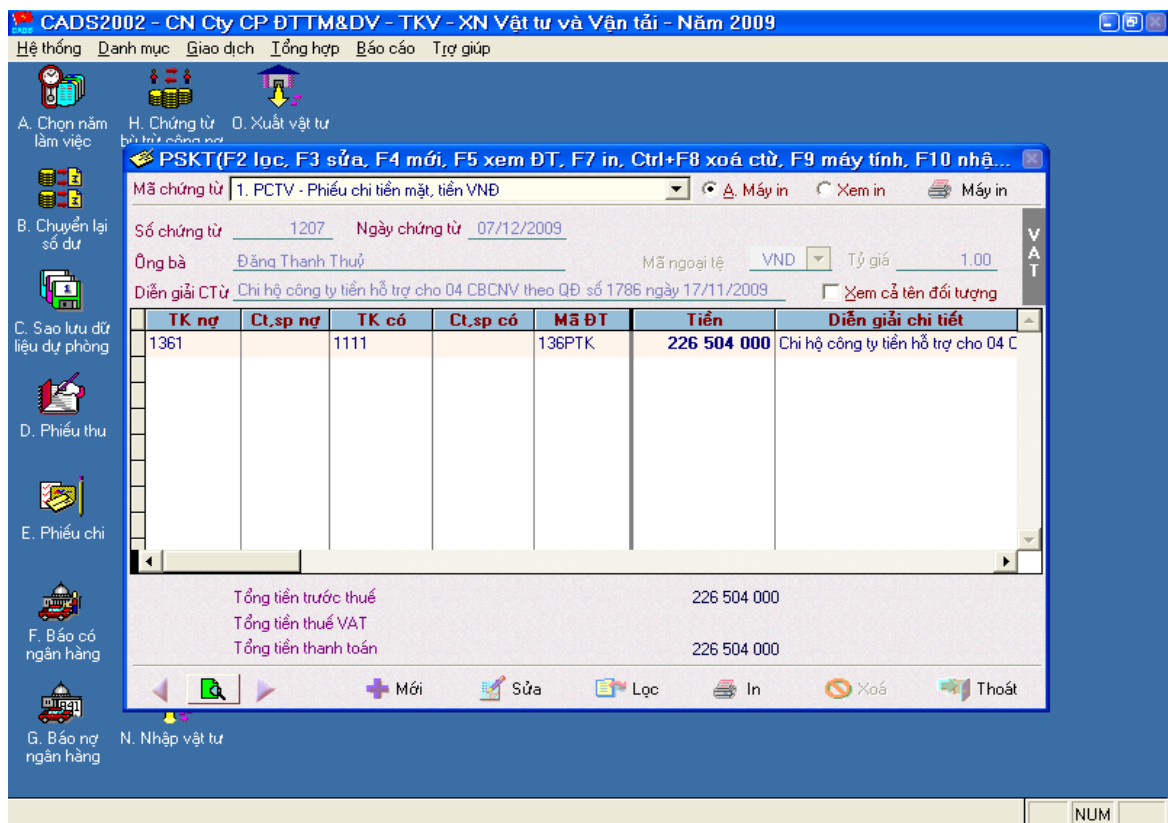 CADS2002 - CN Cty CP ĐTTM&DV - TKV - XN Vật tư và Vận tải - Năm 2009
Hệ thống Danh mục Giao dịch Tổng hợp Báo cáo Trợ giúp
A. Chọn năm làm việc
H. Chứng từ bù trừ công nợ
O. Xuất vật tư
B. Chuyển lại số dư
C. Sao lưu dữ liệu dự phòng
D. Phiếu thu
E. Phiếu chi
F. Báo có ngân hàng
G. Báo nợ ngân hàng
N. Nhập vật tư
PSKT(F2 lọc, F3 sửa, F4 mới, F5 xem ĐT, F7 in, Ctrl+F8 xoá ctừ, F9 máy tính, F10 nhậ...
Mã chứng từ 1. PCTV - Phiếu chi tiền mặt, tiền VNĐ A. Máy in Xem in Máy in
Số chứng từ 1207 Ngày chứng từ 07/12/2009
Ông bà Đăng Thanh Thuỷ Mã ngoại tệ VND Tỷ giá 1.00
Diễn giải CTừ Chi hộ công ty tiền hỗ trợ cho 04 CBCNV theo QĐ số 1786 ngày 17/11/2009 Xem cả tên đối tượng
VAT
TK nợ Ct,sp nợ TK có Ct,sp có Mã ĐT Tiền Diễn giải chi tiết
1361 1111 136PTK 226 504 000 Chi hộ công ty tiền hỗ trợ cho 04 C
Tổng tiền trước thuế 226 504 000
Tổng tiền thuế VAT
Tổng tiền thanh toán 226 504 000
Mới Sửa Lọc In Xoá Thoát
NUM